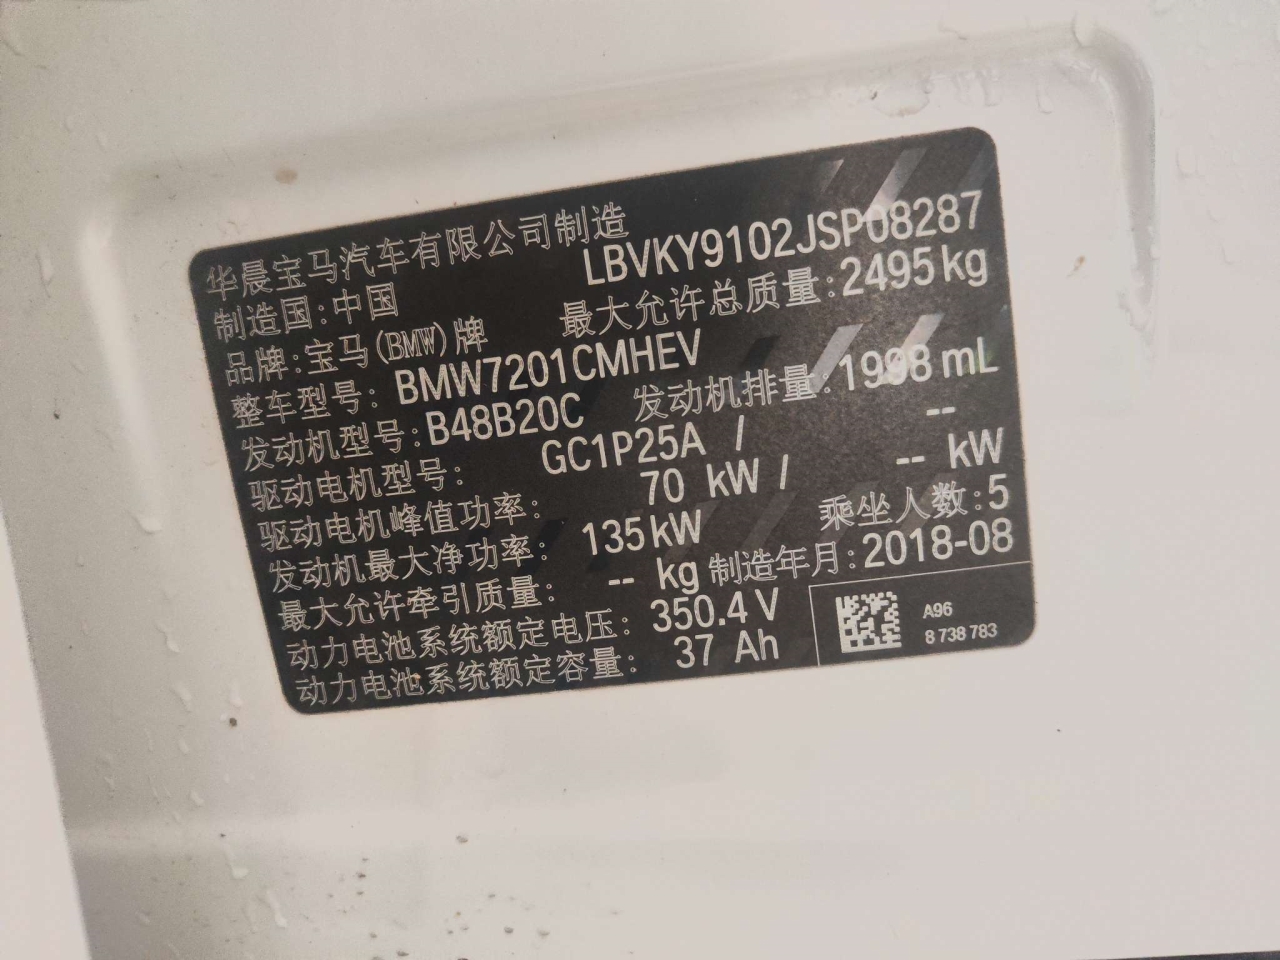 华晨宝马汽车有限公司制造
制造国:中国 LBVKY9102JSP08287
品牌:宝马(BMW)牌 最大允许总质量:2495kg
整车型号: BMW7201CMHEV
发动机型号:B48B20C 发动机排量:1998 mL
驱动电机型号: GC1P25A / --
驱动电机峰值功率: 70 kW / -- kW
发动机最大净功率: 135kW 乘坐人数:5
最大允许牵引质量: -- kg 制造年月:2018-08
动力电池系统额定电压: 350.4V
动力电池系统额定容量: 37 Ah
A96
8 738 783